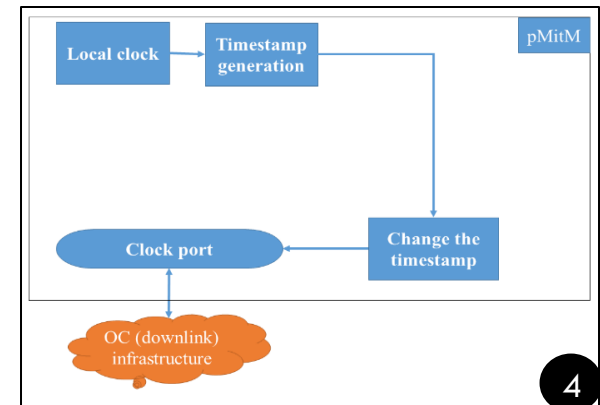 pMitM
Local clock
Timestamp
generation
Clock port
Change the
timestamp
OC (downlink)
infrastructure
4